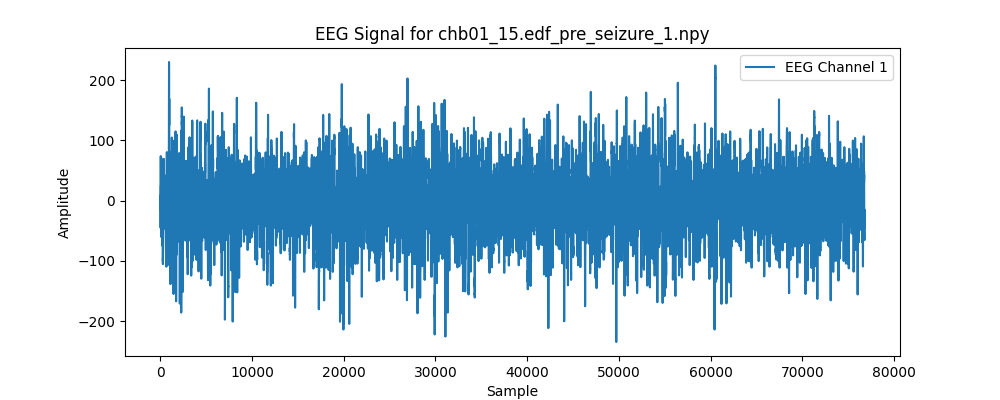 EEG Signal for chb01_15.edf_pre_seizure_1.npy
EEG Channel 1
Amplitude
200
100
0
−100
−200
0 10000 20000 30000 40000 50000 60000 70000 80000
Sample